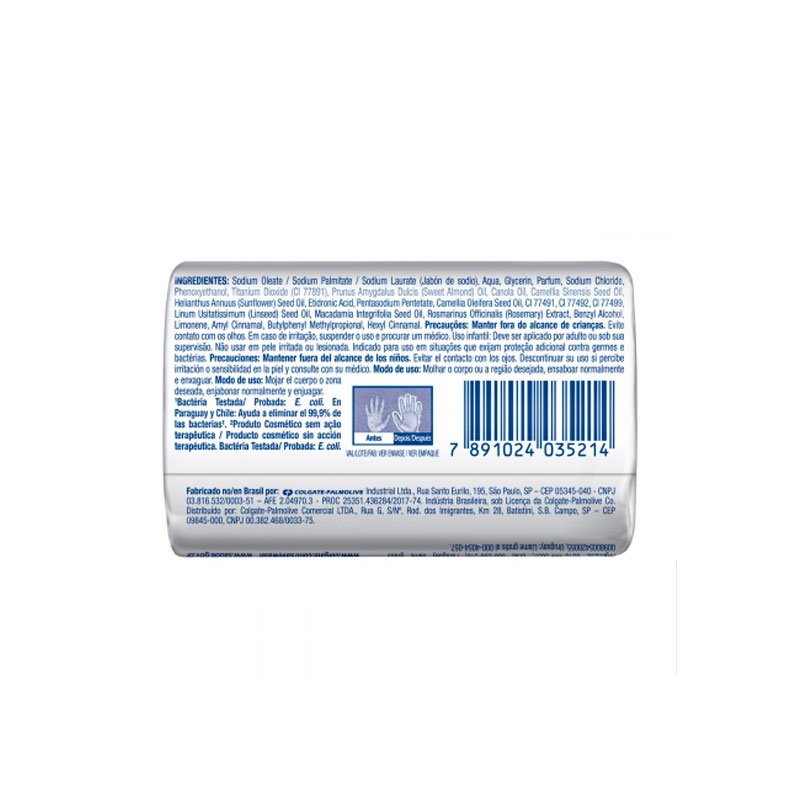 INGREDIENTES: Sodium Oleate / Sodium Palmitate / Sodium Laurate (Jabón de sodio), Aqua, Glycerin, Parfum, Sodium Chloride,
Phenoxyethanol, Titanium Dioxide (CI 77891), Prunus Amygdalus Dulcis (Sweet Almond) Oil, Canola Oil, Camellia Sinensis Seed Oil,
Helianthus Annuus (Sunflower) Seed Oil, Etidronic Acid, Pentasodium Pentetate, Camellia Oleifera Seed Oil, CI 77491, CI 77492, CI 77499,
Linum Usitatissimum (Linseed) Seed Oil, Macadamia Integrifolia Seed Oil, Rosmarinus Officinalis (Rosemary) Extract, Benzyl Alcohol,
Limonene, Amyl Cinnamal, Butylphenyl Methylpropional, Hexyl Cinnamal. Precauções: Manter fora do alcance de crianças. Evite
contato com os olhos. Em caso de irritação, suspender o uso e procurar um médico. Uso infantil: Deve ser aplicado por adulto ou sob sua
supervisão. Não usar em pele irritada ou lesionada. Indicado para uso em situações que exijam proteção adicional contra germes e
bactérias. Precauciones: Mantener fuera del alcance de los niños. Evitar el contacto con los ojos. Descontinuar su uso si percibe
irritación o sensibilidad en la piel y consulte con su médico. Modo de uso: Molhar o corpo ou a região desejada, ensaboar normalmente
e enxaguar. Modo de uso: Mojar el cuerpo o zona
deseada, enjabonar normalmente y enjuagar.
¹Bactéria Testada/ Probada: E. coli. En
Paraguay y Chile: Ayuda a eliminar el 99,9% de
las bacterias¹. ²Produto Cosmético sem ação
terapêutica / Producto cosmético sin acción
terapéutica. Bactéria Testada/ Probada: E. coli.
Antes Depois/Después
VAL/LOTE/FAB: VER ENVASE / VER EMPAQUE
7 891024 035214
Fabricado no/en Brasil por: COLGATE-PALMOLIVE Industrial Ltda., Rua Santo Eurilo, 195, São Paulo, SP – CEP 05345-040 - CNPJ
03.816.532/0003-51 – AFE 2.04970.3 - PROC 25351.436284/2017-74. Indústria Brasileira, sob Licença da Colgate-Palmolive Co.
Distribuido por: Colgate-Palmolive Comercial LTDA., Rua G, S/Nº, Rod. dos Imigrantes, Km 28, Batistini, S.B. Campo, SP – CEP
09845-000, CNPJ 00.382.468/0033-75.